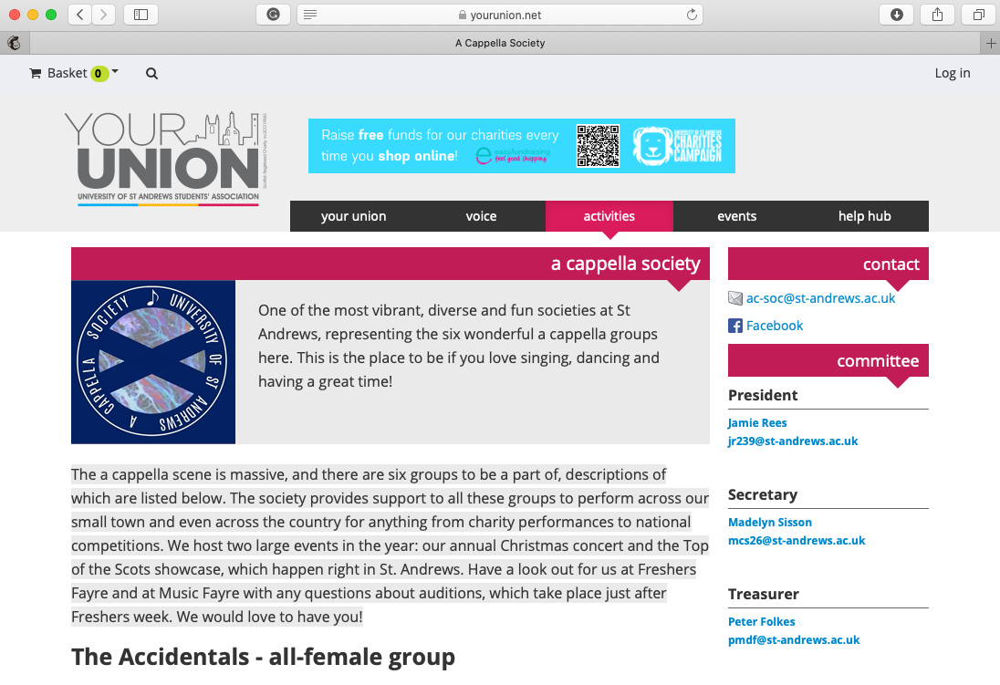 yourunion.net
A Cappella Society
Basket 0
Log in
YOUR
UNION
UNIVERSITY OF ST ANDREWS STUDENTS' ASSOCIATION
Raise free funds for our charities every
time you shop online!
easyfundraising
feel good shopping
UNIVERSITY OF ST ANDREWS
CHARITIES
CAMPAIGN
your union
voice
activities
events
help hub
a cappella society
A CAPPELLA SOCIETY UNIVERSITY OF ST ANDREWS
One of the most vibrant, diverse and fun societies at St
Andrews, representing the six wonderful a cappella groups
here. This is the place to be if you love singing, dancing and
having a great time!
The a cappella scene is massive, and there are six groups to be a part of, descriptions of
which are listed below. The society provides support to all these groups to perform across our
small town and even across the country for anything from charity performances to national
competitions. We host two large events in the year: our annual Christmas concert and the Top
of the Scots showcase, which happen right in St. Andrews. Have a look out for us at Freshers
Fayre and at Music Fayre with any questions about auditions, which take place just after
Freshers week. We would love to have you!
The Accidentals - all-female group
contact
ac-soc@st-andrews.ac.uk
Facebook
committee
President
Jamie Rees
jr239@st-andrews.ac.uk
Secretary
Madelyn Sisson
mcs26@st-andrews.ac.uk
Treasurer
Peter Folkes
pmdf@st-andrews.ac.uk